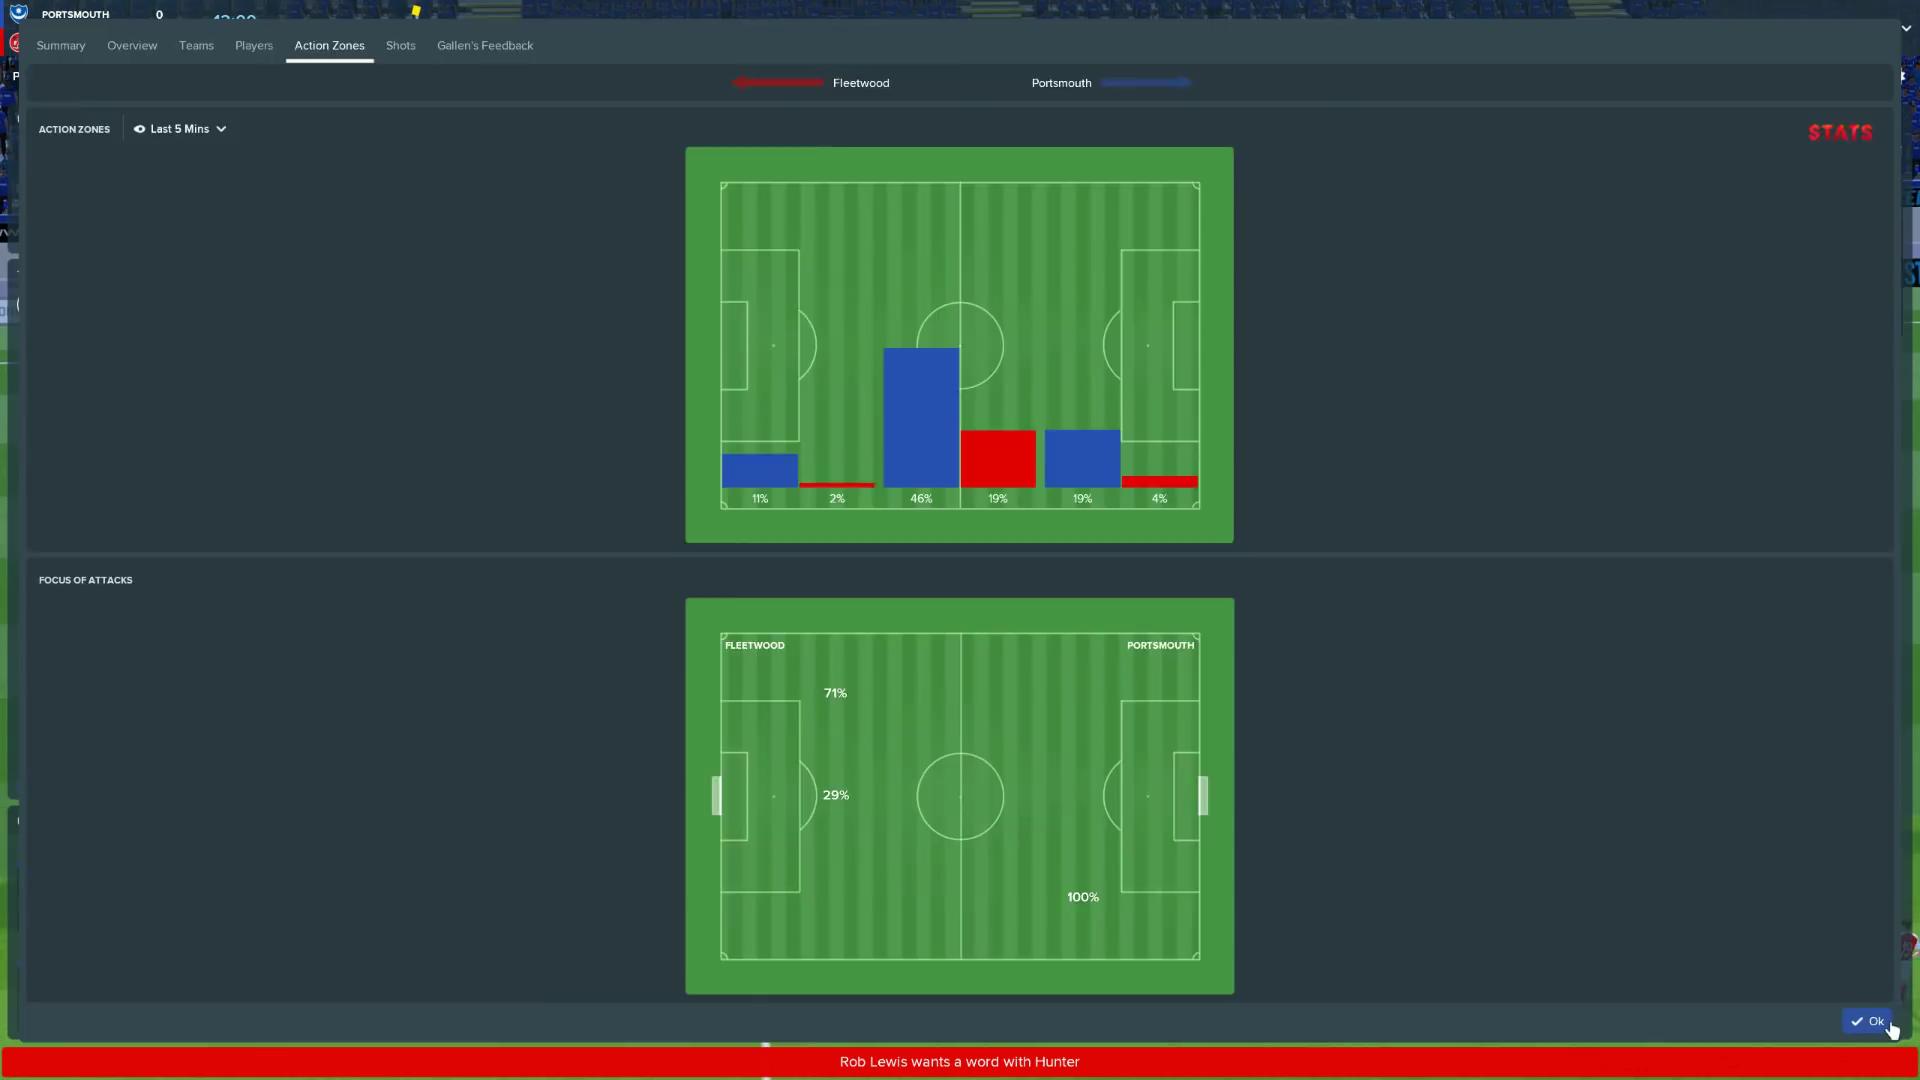 PORTSMOUTH 0
Summary Overview Teams Players Action Zones Shots Gallen's Feedback
Fleetwood Portsmouth
ACTION ZONES Last 5 Mins
STATS
11% 2% 46% 19% 19% 4%
FOCUS OF ATTACKS
FLEETWOOD PORTSMOUTH
71%
29%
100%
Ok
Rob Lewis wants a word with Hunter